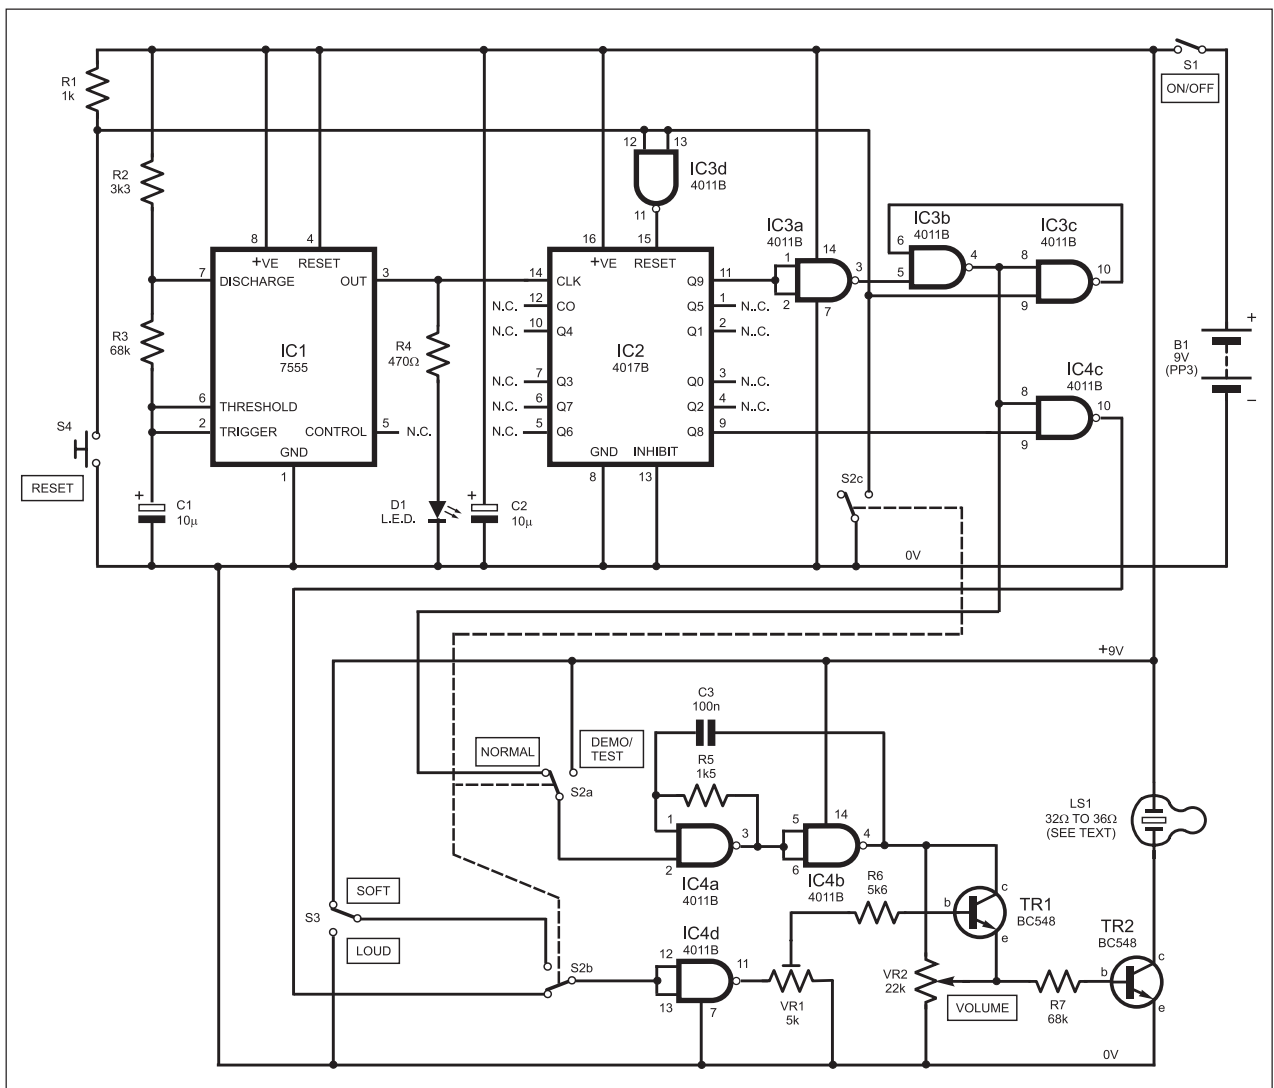 R1
1k
S1
ON/OFF
12
13
IC3d
4011B
11
R2
3k3
8
4
+VE
RESET
7
DISCHARGE
OUT
3
R3
68k
IC1
7555
6
THRESHOLD
2
TRIGGER
CONTROL
5
N.C.
GND
1
R4
470Ω
16
15
+VE
RESET
14
CLK
Q9
11
N.C.
12
CO
Q5
1
N..C.
N.C.
10
Q4
Q1
2
N..C.
IC2
4017B
N.C.
7
Q3
Q0
3
N.C.
N.C.
6
Q7
Q2
4
N..C.
N.C.
5
Q6
Q8
9
GND
INHIBIT
8
13
IC3a
4011B
14
1
2
3
7
IC3b
4011B
6
5
4
IC3c
4011B
8
9
10
IC4c
4011B
8
9
10
B1
9V
(PP3)
+
−
S4
RESET
+
C1
10µ
D1
L.E.D.
+
C2
10µ
S2c
0V
+9V
C3
100n
NORMAL
DEMO/
TEST
S2a
R5
1k5
1
2
3
IC4a
4011B
14
5
6
4
IC4b
4011B
LS1
32Ω TO 36Ω
(SEE TEXT)
R6
5k6
b
c
e
TR1
BC548
TR2
BC548
b
c
e
S3
SOFT
LOUD
S2b
IC4d
4011B
12
13
11
7
VR1
5k
VR2
22k
VOLUME
R7
68k
0V